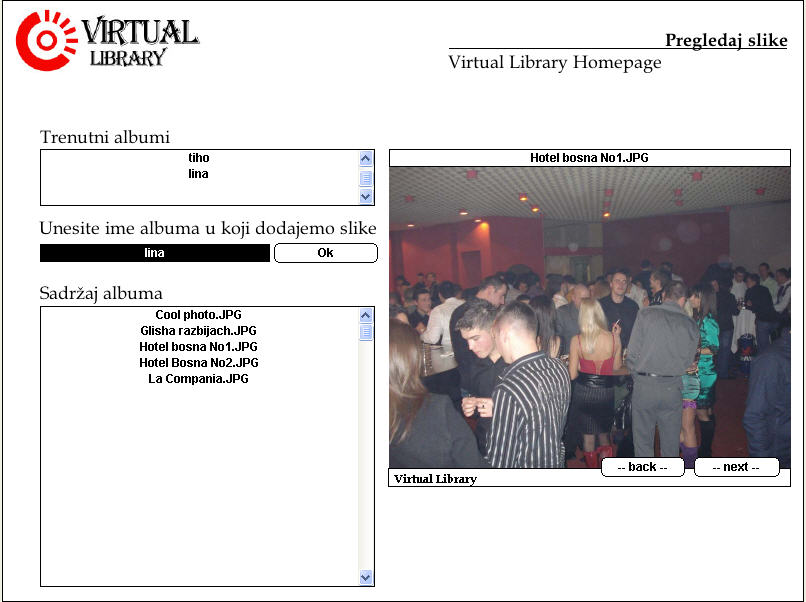 VIRTUAL
LIBRARY
Pregledaj slike
Virtual Library Homepage
Trenutni albumi
tiho
lina
Unesite ime albuma u koji dodajemo slike
lina
Ok
Sadržaj albuma
Cool photo.JPG
Glisha razbijach.JPG
Hotel bosna No1.JPG
Hotel Bosna No2.JPG
La Compania.JPG
Hotel bosna No1.JPG
-- back --
-- next --
Virtual Library